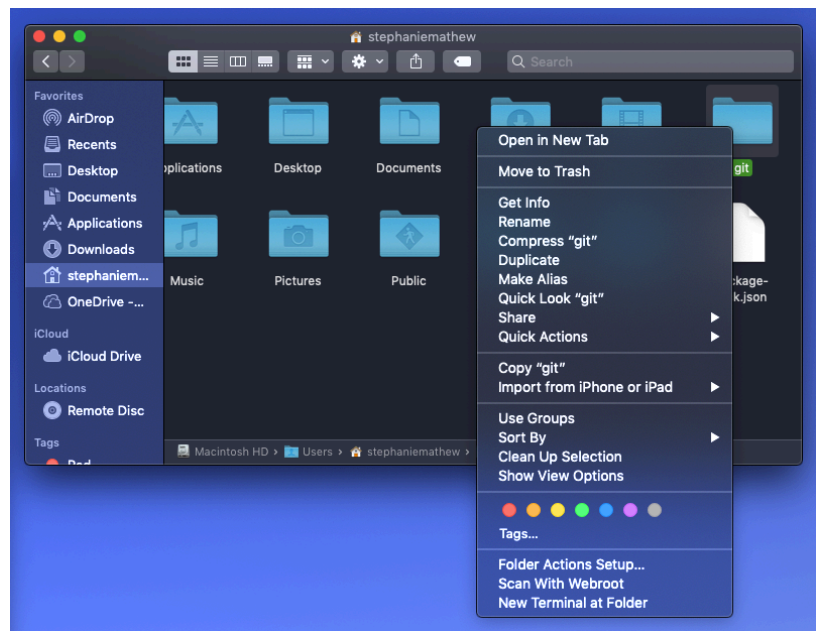 stephaniemathew
Search
Favorites
AirDrop
Recents
Desktop
Documents
Applications
Downloads
stephaniem...
OneDrive -...
iCloud
iCloud Drive
Locations
Remote Disc
Tags
pplications
Desktop
Documents
git
Music
Pictures
Public
kage-
k.json
Macintosh HD › Users › stephaniemathew ›
Open in New Tab
Move to Trash
Get Info
Rename
Compress “git”
Duplicate
Make Alias
Quick Look “git”
Share
Quick Actions
Copy “git”
Import from iPhone or iPad
Use Groups
Sort By
Clean Up Selection
Show View Options
Tags...
Folder Actions Setup...
Scan With Webroot
New Terminal at Folder